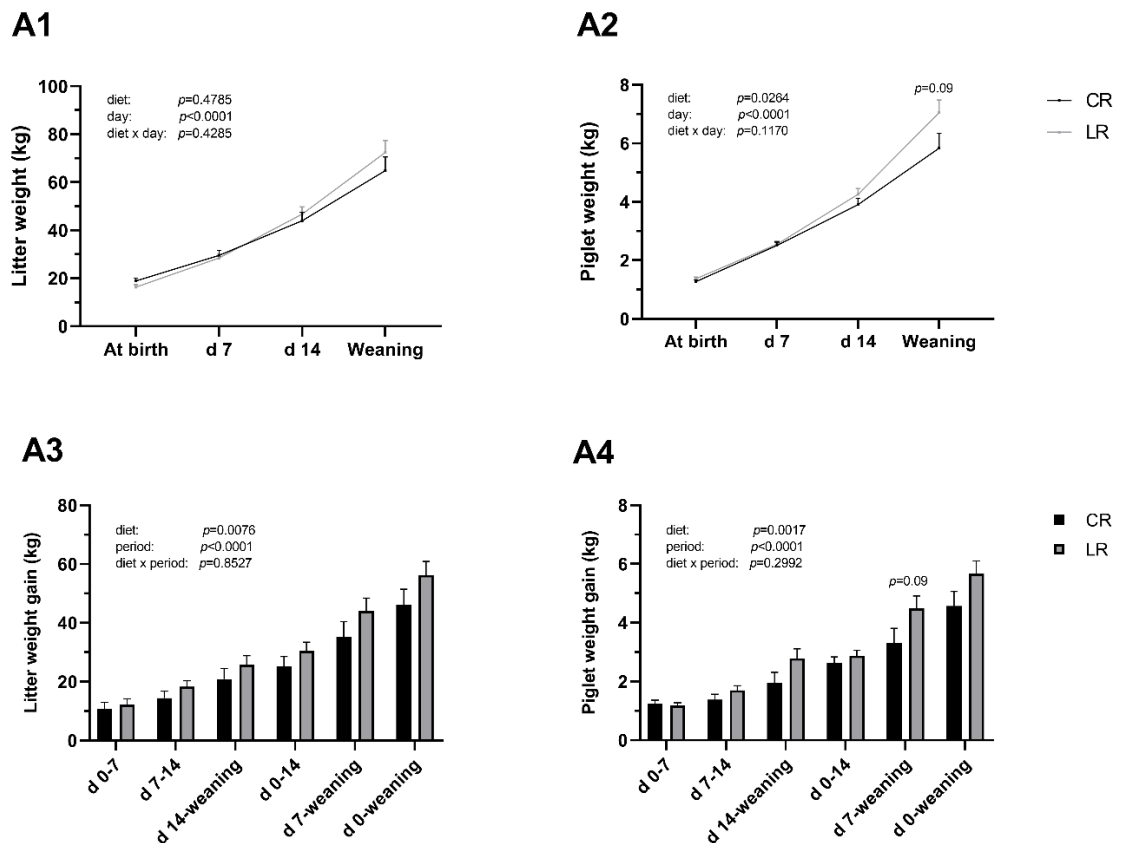 A1
Litter weight (kg)
100
80
60
40
20
0
diet: p=0.4785
day: p<0.0001
diet x day: p=0.4285
At birth d 7 d 14 Weaning
A2
Piglet weight (kg)
8
6
4
2
0
diet: p=0.0264
day: p<0.0001
diet x day: p=0.1170
p=0.09
At birth d 7 d 14 Weaning
CR
LR
A3
Litter weight gain (kg)
80
60
40
20
0
diet: p=0.0076
period: p<0.0001
diet x period: p=0.8527
d 0-7
d 7-14
d 14-weaning
d 0-14
d 7-weaning
d 0-weaning
A4
Piglet weight gain (kg)
8
6
4
2
0
diet: p=0.0017
period: p<0.0001
diet x period: p=0.2992
p=0.09
d 0-7
d 7-14
d 14-weaning
d 0-14
d 7-weaning
d 0-weaning
CR
LR